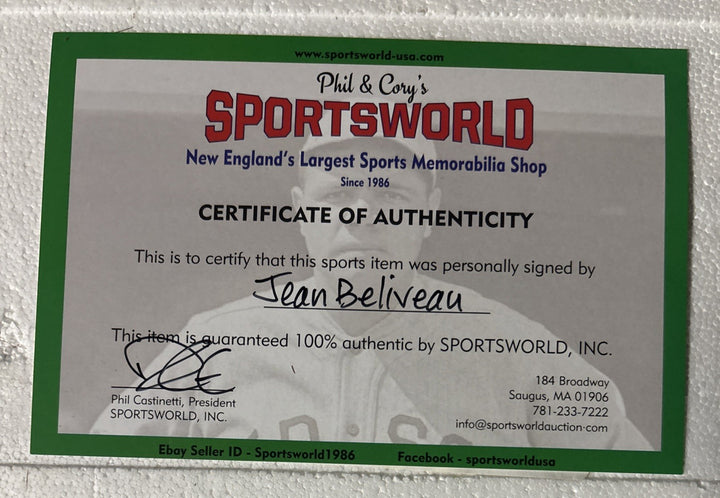 www.sportsworld-usa.com
Phil & Cory's
SPORTSWORLD
New England's Largest Sports Memorabilia Shop
Since 1986
CERTIFICATE OF AUTHENTICITY
This is to certify that this sports item was personally signed by
Jean Beliveau
This item is guaranteed 100% authentic by SPORTSWORLD, INC.
Phil Castinetti, President
SPORTSWORLD, INC.
184 Broadway
Saugus, MA 01906
781-233-7222
info@sportsworldauction.com
Ebay Seller ID - Sportsworld1986
Facebook - sportsworldusa